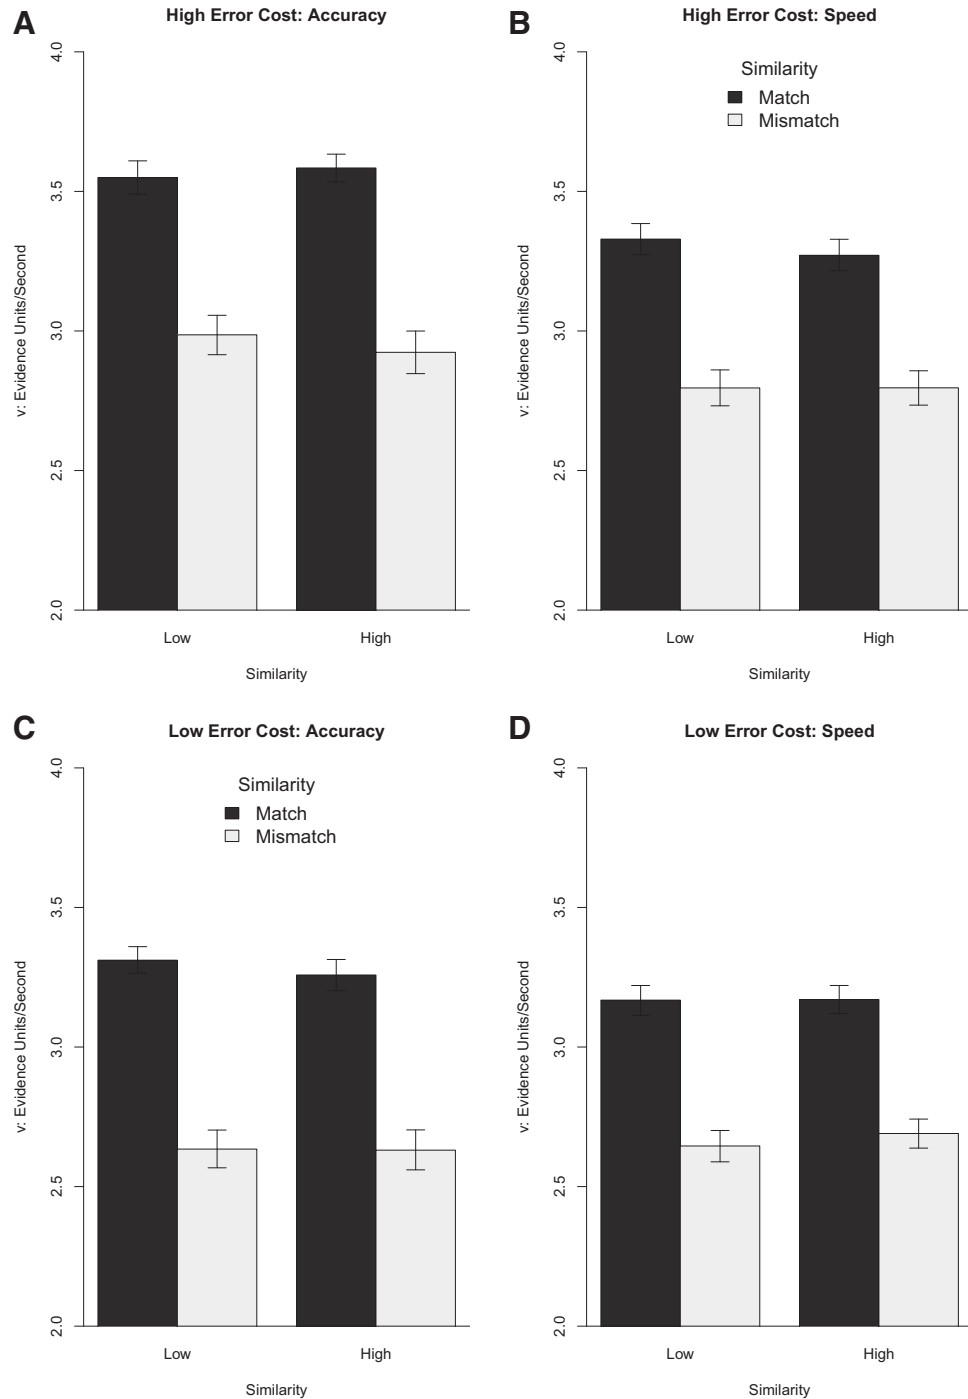 A
High Error Cost: Accuracy
v: Evidence Units/Second
4.0
3.5
3.0
2.5
2.0
Low
High
Similarity
B
High Error Cost: Speed
Similarity
Match
Mismatch
v: Evidence Units/Second
4.0
3.5
3.0
2.5
2.0
Low
High
Similarity
C
Low Error Cost: Accuracy
Similarity
Match
Mismatch
v: Evidence Units/Second
4.0
3.5
3.0
2.5
2.0
Low
High
Similarity
D
Low Error Cost: Speed
v: Evidence Units/Second
4.0
3.5
3.0
2.5
2.0
Low
High
Similarity